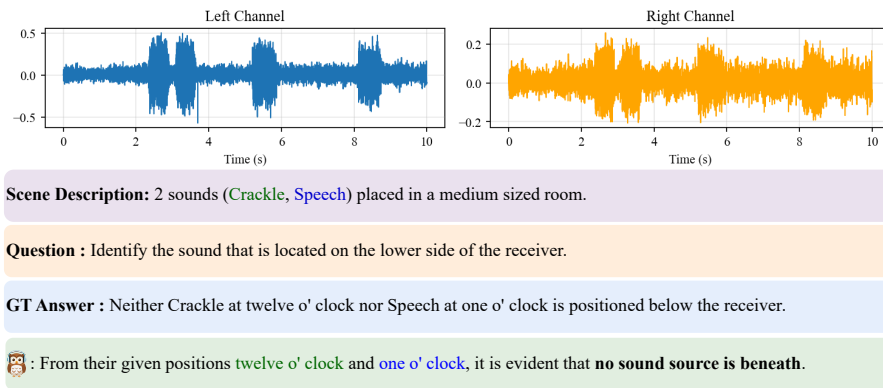 Left Channel
Right Channel
0.5
0.0
−0.5
0 2 4 6 8 10
Time (s)
0.2
0.0
−0.2
0 2 4 6 8 10
Time (s)
Scene Description: 2 sounds (Crackle, Speech) placed in a medium sized room.
Question : Identify the sound that is located on the lower side of the receiver.
GT Answer : Neither Crackle at twelve o' clock nor Speech at one o' clock is positioned below the receiver.
: From their given positions twelve o' clock and one o' clock, it is evident that no sound source is beneath.